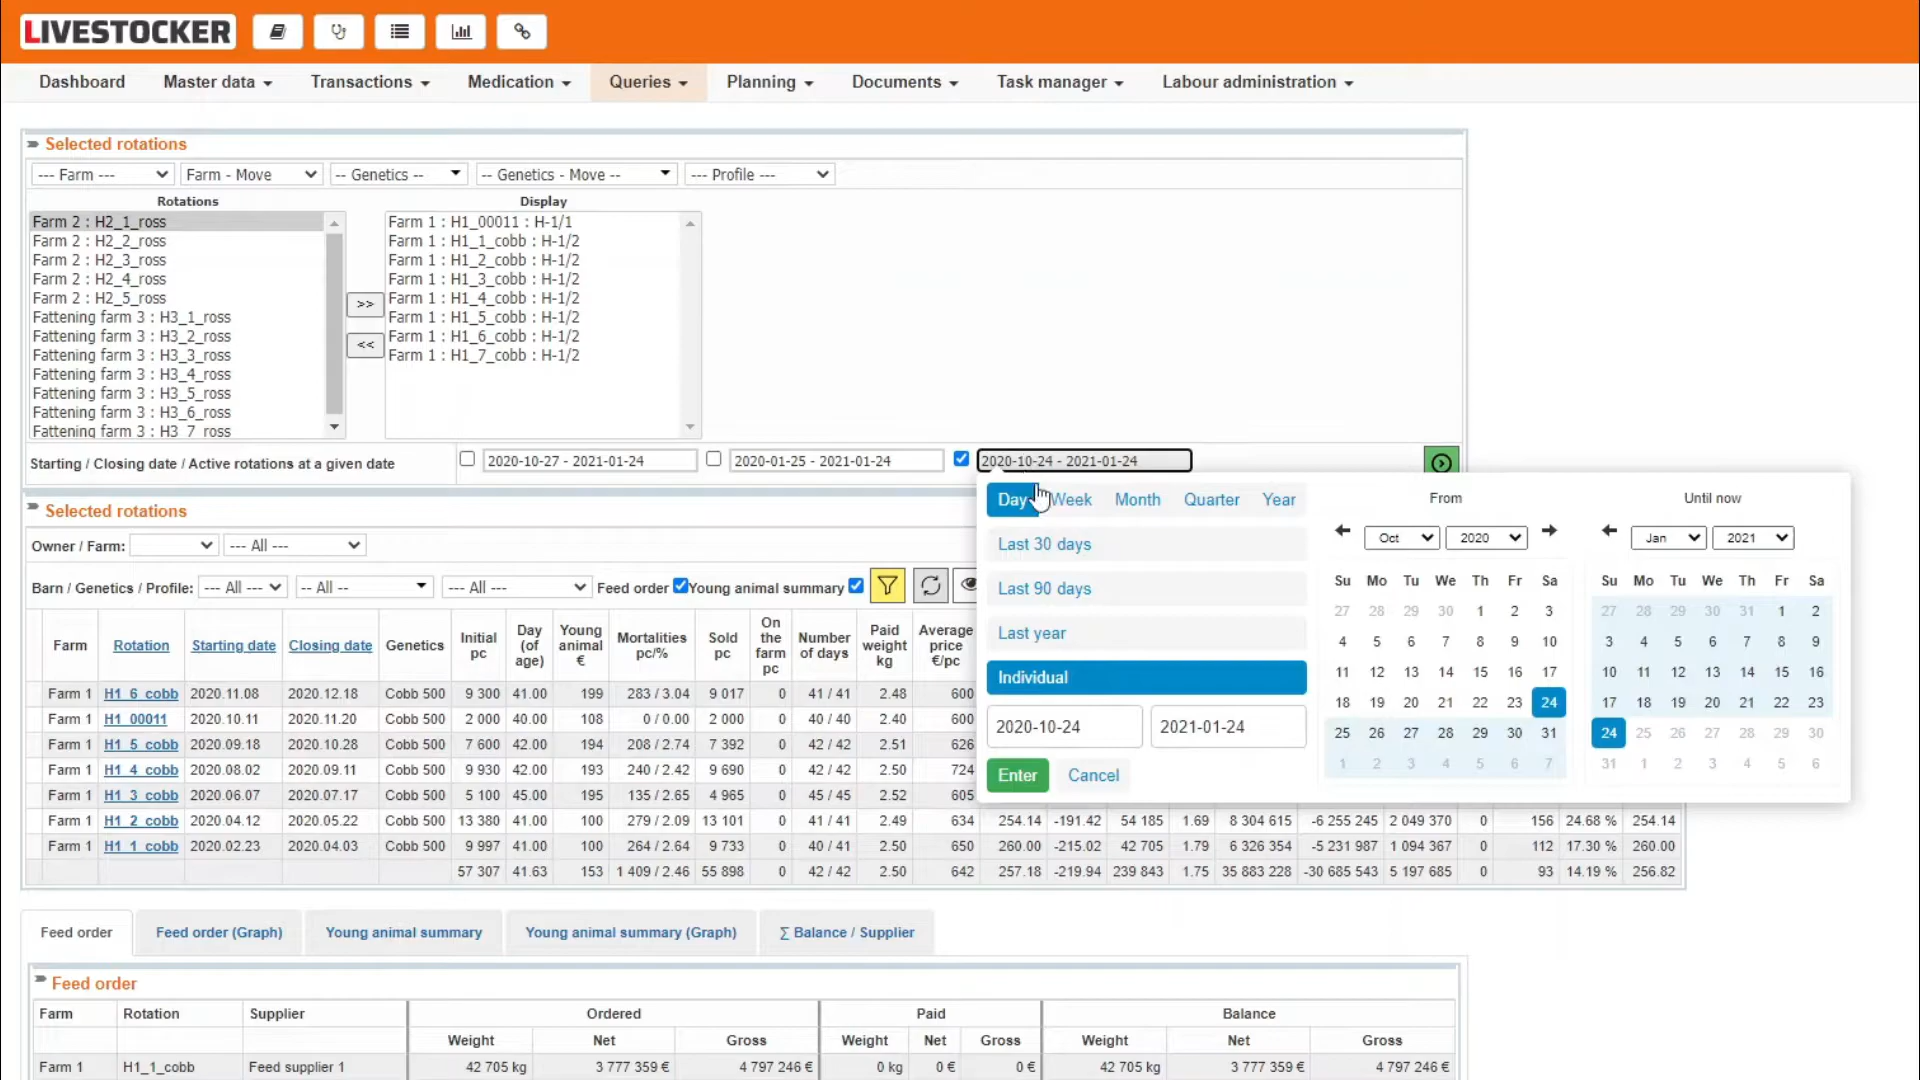 LIVESTOCKER
Dashboard Master data Transactions Medication Queries Planning Documents Task manager Labour administration
Selected rotations
--- Farm --- Farm - Move -- Genetics -- -- Genetics - Move -- --- Profile ---
Rotations Display
Farm 2 : H2_1_ross Farm 1 : H1_00011 : H-1/1
Farm 2 : H2_2_ross Farm 1 : H1_1_cobb : H-1/2
Farm 2 : H2_3_ross Farm 1 : H1_2_cobb : H-1/2
Farm 2 : H2_4_ross Farm 1 : H1_3_cobb : H-1/2
Farm 2 : H2_5_ross >> Farm 1 : H1_4_cobb : H-1/2
Fattening farm 3 : H3_1_ross Farm 1 : H1_5_cobb : H-1/2
Fattening farm 3 : H3_2_ross << Farm 1 : H1_6_cobb : H-1/2
Fattening farm 3 : H3_3_ross Farm 1 : H1_7_cobb : H-1/2
Fattening farm 3 : H3_4_ross
Fattening farm 3 : H3_5_ross
Fattening farm 3 : H3_6_ross
Fattening farm 3 : H3_7_ross
Starting / Closing date / Active rotations at a given date 2020-10-27 - 2021-01-24 2020-01-25 - 2021-01-24 2020-10-24 - 2021-01-24
Day Week Month Quarter Year From Until now
Last 30 days Oct 2020 Jan 2021
Last 90 days Su Mo Tu We Th Fr Sa Su Mo Tu We Th Fr Sa
27 28 29 30 1 2 3 27 28 29 30 31 1 2
Last year 4 5 6 7 8 9 10 3 4 5 6 7 8 9
Individual 11 12 13 14 15 16 17 10 11 12 13 14 15 16
18 19 20 21 22 23 24 17 18 19 20 21 22 23
2020-10-24 2021-01-24 25 26 27 28 29 30 31 24 25 26 27 28 29 30
Enter Cancel 1 2 3 4 5 6 7 31 1 2 3 4 5 6
Selected rotations
Owner / Farm: --- All ---
Barn / Genetics / Profile: --- All --- -- All -- --- All --- Feed order Young animal summary
Farm Rotation Starting date Closing date Genetics Initial pc Day (of age) Young animal € Mortalities pc/% Sold pc On the farm pc Number of days Paid weight kg Average price €/pc
Farm 1 H1_6_cobb 2020.11.08 2020.12.18 Cobb 500 9 300 41.00 199 283 / 3.04 9 017 0 41 / 41 2.48 600
Farm 1 H1_00011 2020.10.11 2020.11.20 Cobb 500 2 000 40.00 108 0 / 0.00 2 000 0 40 / 40 2.40 600
Farm 1 H1_5_cobb 2020.09.18 2020.10.28 Cobb 500 7 600 42.00 194 208 / 2.74 7 392 0 42 / 42 2.51 626
Farm 1 H1_4_cobb 2020.08.02 2020.09.11 Cobb 500 9 930 42.00 193 240 / 2.42 9 690 0 42 / 42 2.50 724
Farm 1 H1_3_cobb 2020.06.07 2020.07.17 Cobb 500 5 100 45.00 195 135 / 2.65 4 965 0 45 / 45 2.52 605
Farm 1 H1_2_cobb 2020.04.12 2020.05.22 Cobb 500 13 380 41.00 100 279 / 2.09 13 101 0 41 / 41 2.49 634 254.14 -191.42 54 185 1.69 8 304 615 -6 255 245 2 049 370 0 156 24.68 % 254.14
Farm 1 H1_1_cobb 2020.02.23 2020.04.03 Cobb 500 9 997 41.00 100 264 / 2.64 9 733 0 40 / 41 2.50 650 260.00 -215.02 42 705 1.79 6 326 354 -5 231 987 1 094 367 0 112 17.30 % 260.00
57 307 41.63 153 1 409 / 2.46 55 898 0 42 / 42 2.50 642 257.18 -219.94 239 843 1.75 35 883 228 -30 685 543 5 197 685 0 93 14.19 % 256.82
Feed order Feed order (Graph) Young animal summary Young animal summary (Graph) ∑ Balance / Supplier
Feed order
Farm Rotation Supplier Ordered Paid Balance
Weight Net Gross Weight Net Gross Weight Net Gross
Farm 1 H1_1_cobb Feed supplier 1 42 705 kg 3 777 359 € 4 797 246 € 0 kg 0 € 0 € 42 705 kg 3 777 359 € 4 797 246 €